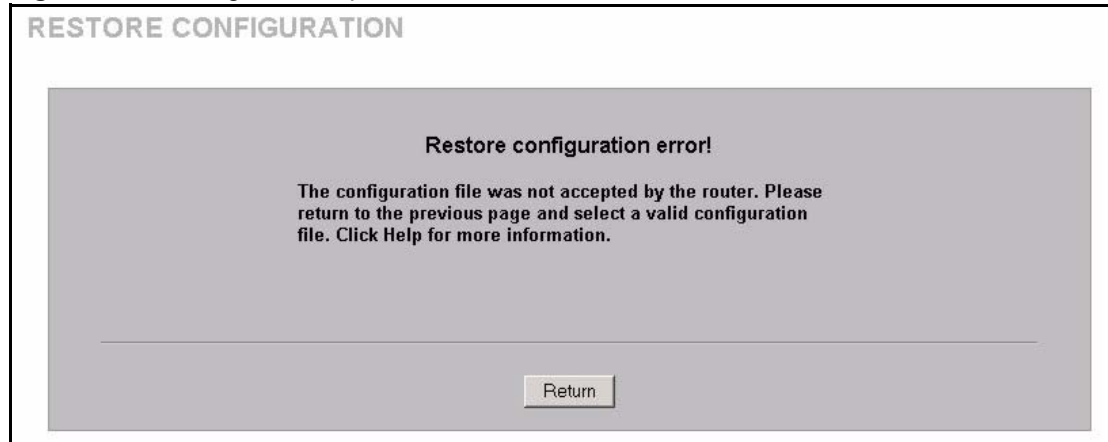 RESTORE CONFIGURATION
Restore configuration error!
The configuration file was not accepted by the router. Please
return to the previous page and select a valid configuration
file. Click Help for more information.
Return